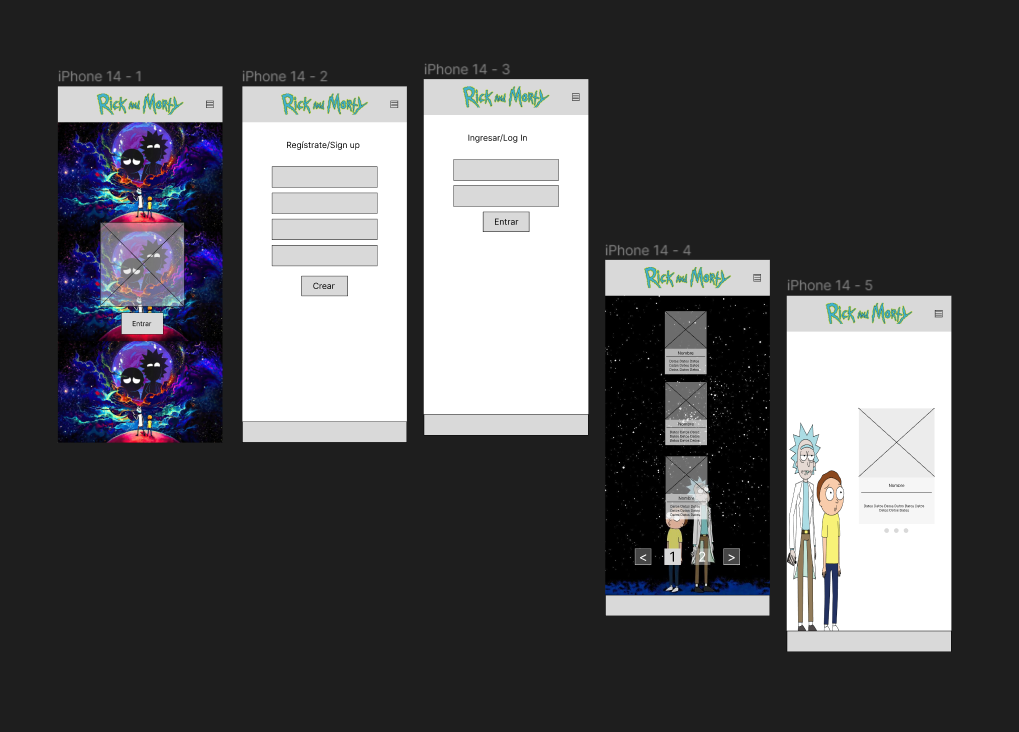 iPhone 14 - 1
Rick and Morty
Entrar
iPhone 14 - 2
Rick and Morty
Regístrate/Sign up
Crear
iPhone 14 - 3
Rick and Morty
Ingresar/Log In
Entrar
iPhone 14 - 4
Rick and Morty
Nombre
Datos Datos Datos
Datos Datos Datos
Datos Datos Datos
Nombre
Datos Datos Datos
Datos Datos Datos
Datos Datos Datos
Nombre
Datos Datos Datos
Datos Datos Datos
Datos Datos Datos
< 1 2 >
iPhone 14 - 5
Rick and Morty
Nombre
Datos Datos Datos Datos Datos Datos
Datos Datos Datos